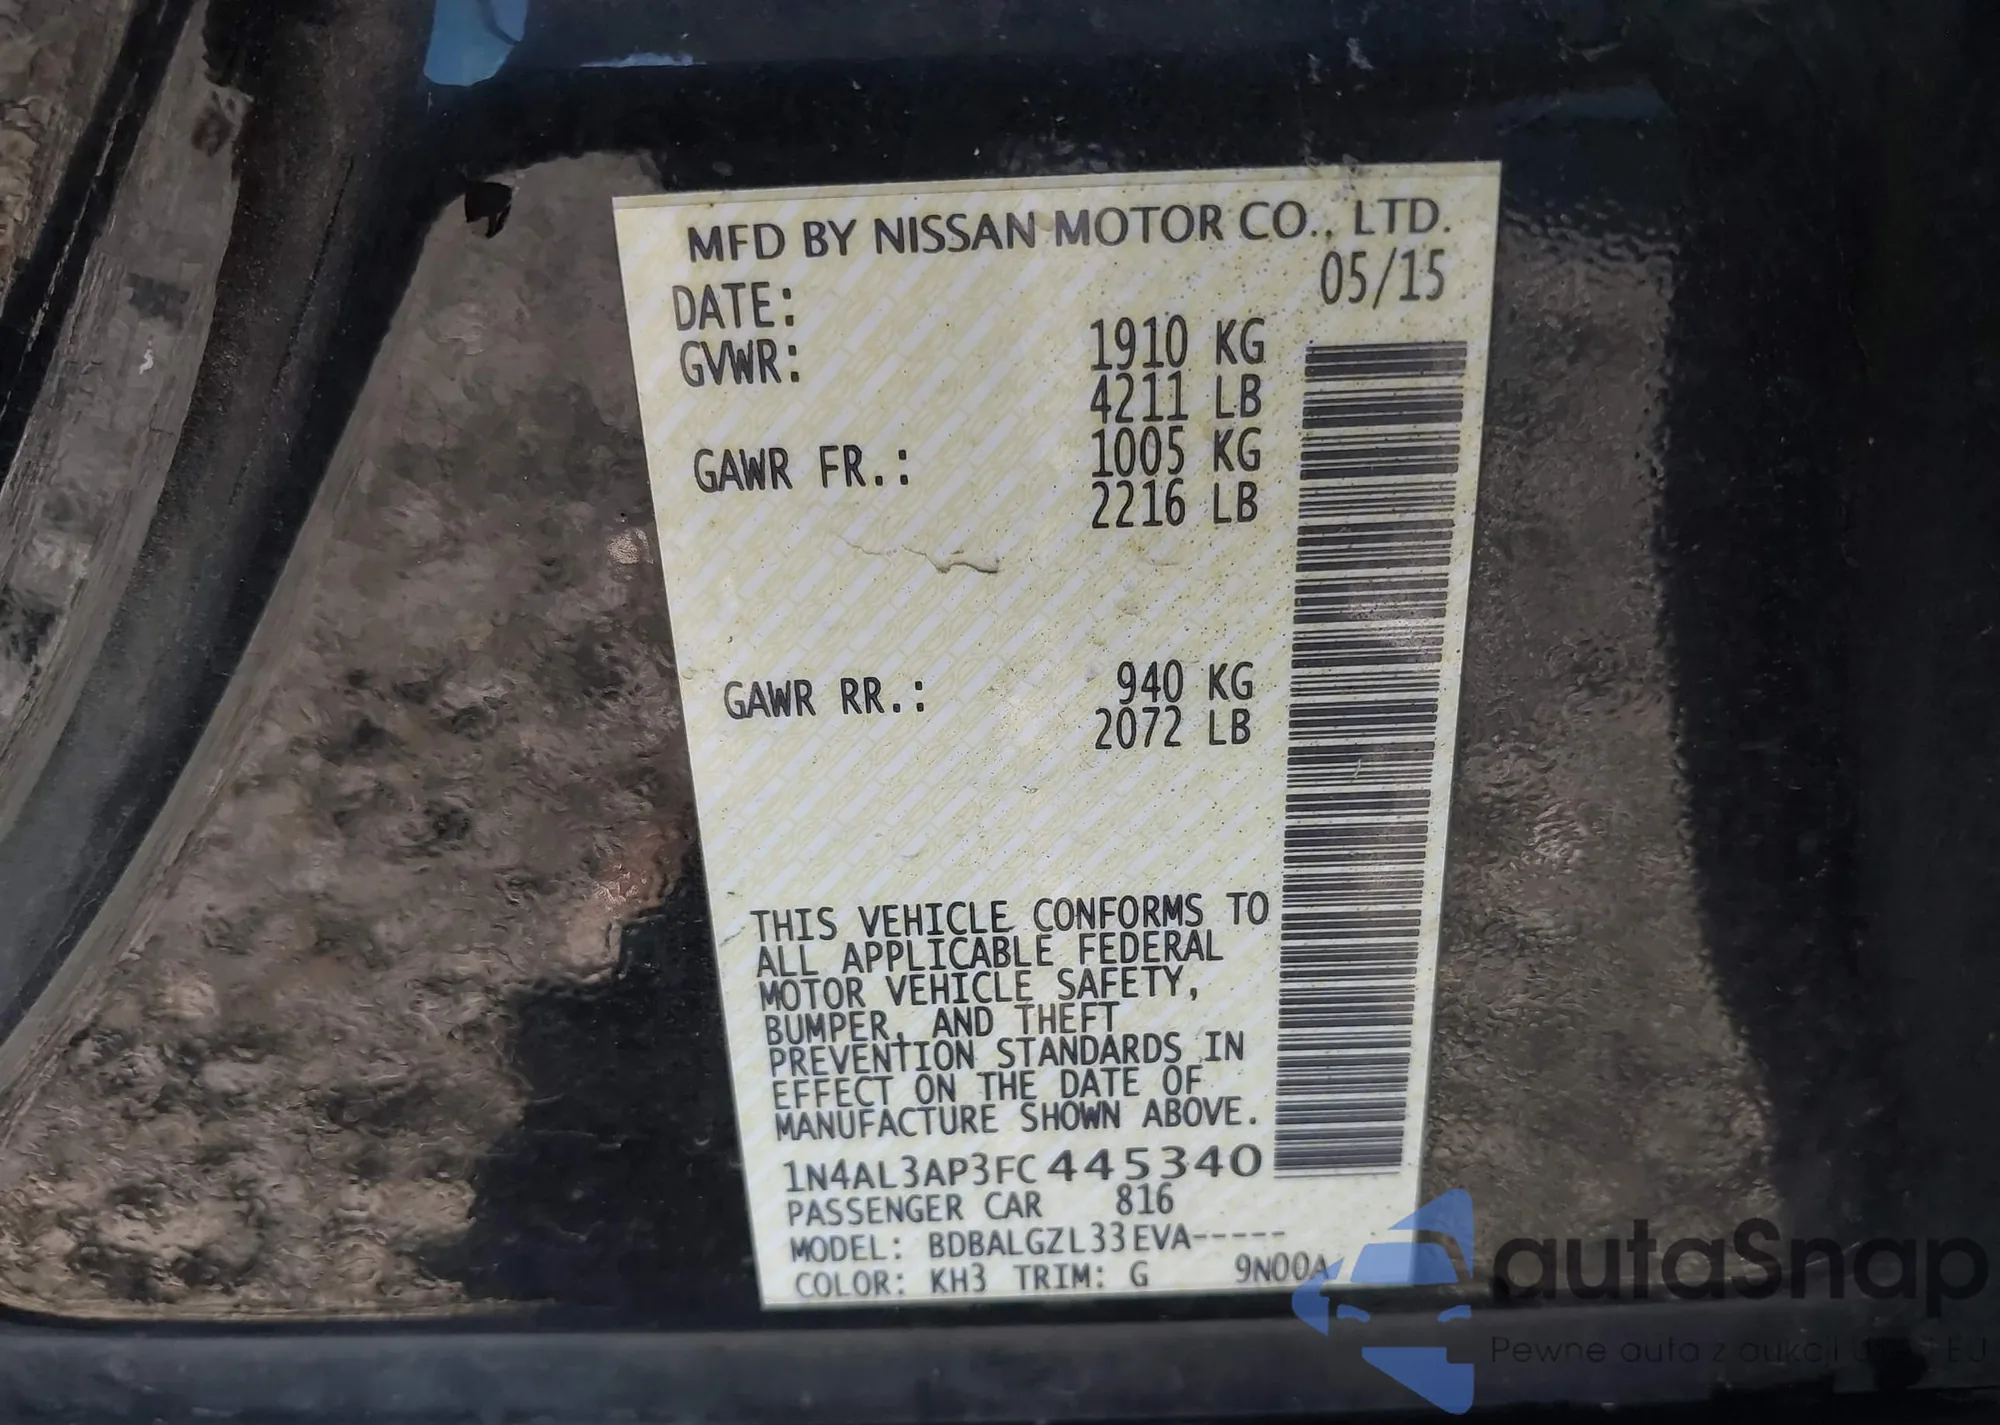 MFD BY NISSAN MOTOR CO., LTD.
DATE: 05/15
GVWR: 1910 KG
4211 LB
GAWR FR.: 1005 KG
2216 LB
GAWR RR.: 940 KG
2072 LB
THIS VEHICLE CONFORMS TO
ALL APPLICABLE FEDERAL
MOTOR VEHICLE SAFETY,
BUMPER, AND THEFT
PREVENTION STANDARDS IN
EFFECT ON THE DATE OF
MANUFACTURE SHOWN ABOVE.
1N4AL3AP3FC445340
PASSENGER CAR 816
MODEL: BDBALGZL33EVA-----
COLOR: KH3 TRIM: G 9N00A
autaSnap
Pewne auta z aukcji